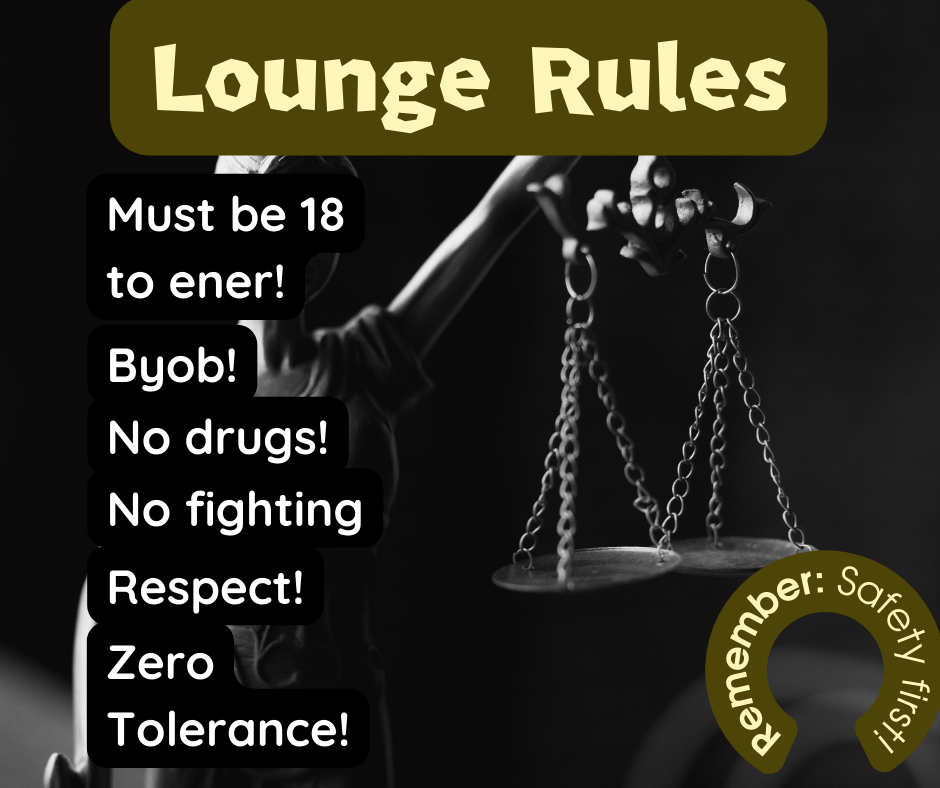 Lounge Rules
Must be 18
to ener!
Byob!
No drugs!
No fighting
Respect!
Zero
Tolerance!
Remember: Safety first!